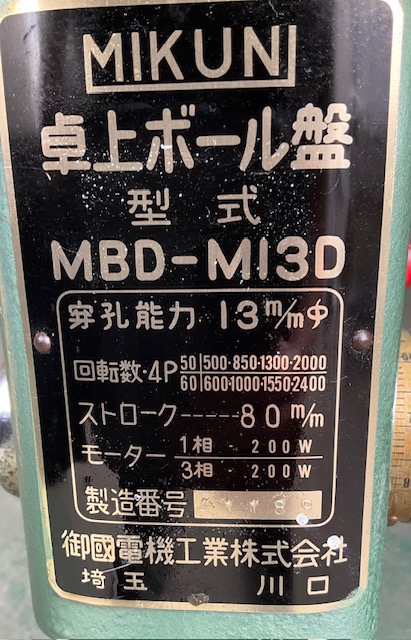 MIKUNI
卓上ボール盤
型式
MBD-M13D
穿孔能力 13m/mφ
回転数・4P 50 500・850・1300・2000
60 600・1000・1550・2400
ストローク-----80m/m
モーター 1相 - 200W
3相 - 200W
製造番号
御國電機工業株式会社
埼玉 川口